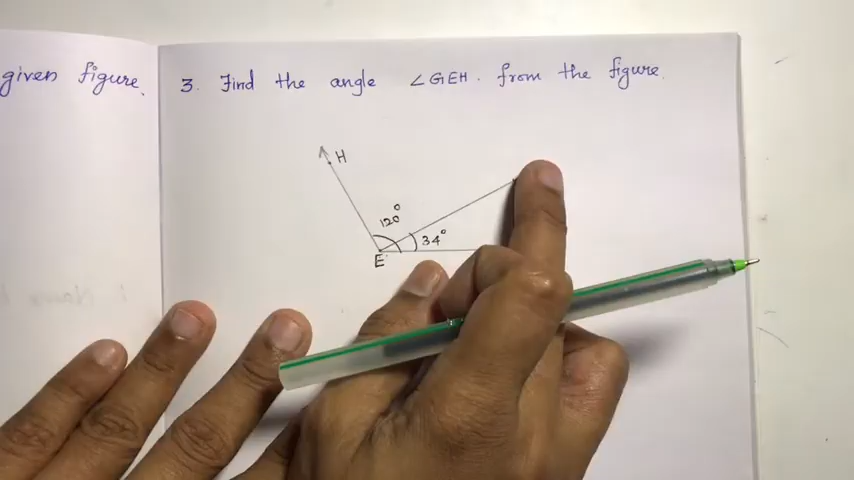 given figure.
3. Find the angle ∠GEH. from the figure.
H
120°
34°
E